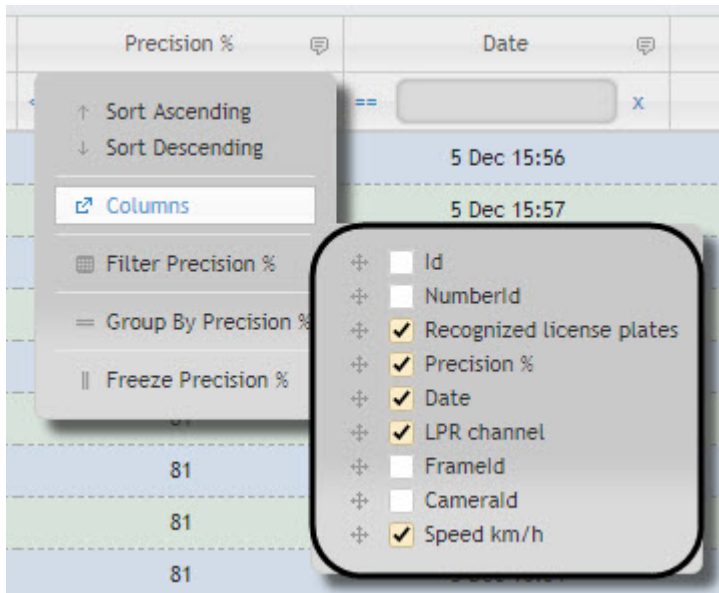 Precision %
Date
Sort Ascending
Sort Descending
Columns
Filter Precision %
Group By Precision %
Freeze Precision %
== x
5 Dec 15:56
5 Dec 15:57
Id
NumberId
Recognized license plates
Precision %
Date
LPR channel
FrameId
CameraId
Speed km/h
81
81
81